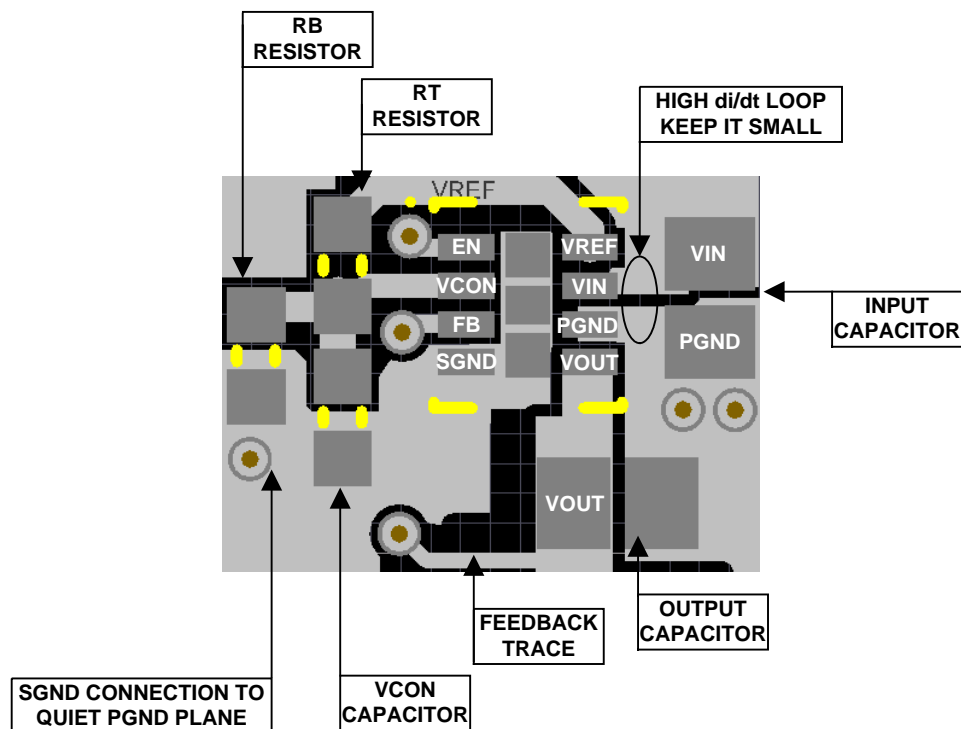 RB
RESISTOR
RT
RESISTOR
HIGH di/dt LOOP
KEEP IT SMALL
VREF
EN
VREF
VIN
VCON
VIN
INPUT
CAPACITOR
FB
PGND
PGND
SGND
VOUT
VOUT
FEEDBACK
TRACE
OUTPUT
CAPACITOR
SGND CONNECTION TO
QUIET PGND PLANE
VCON
CAPACITOR